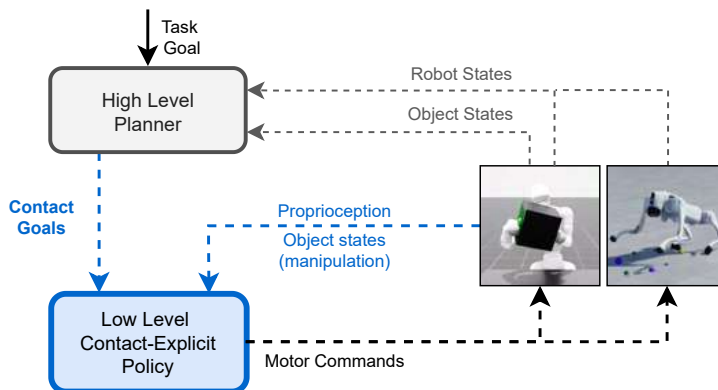 Task
Goal
High Level
Planner
Robot States
Object States
Contact
Goals
Proprioception
Object states
(manipulation)
Low Level
Contact-Explicit
Policy
Motor Commands